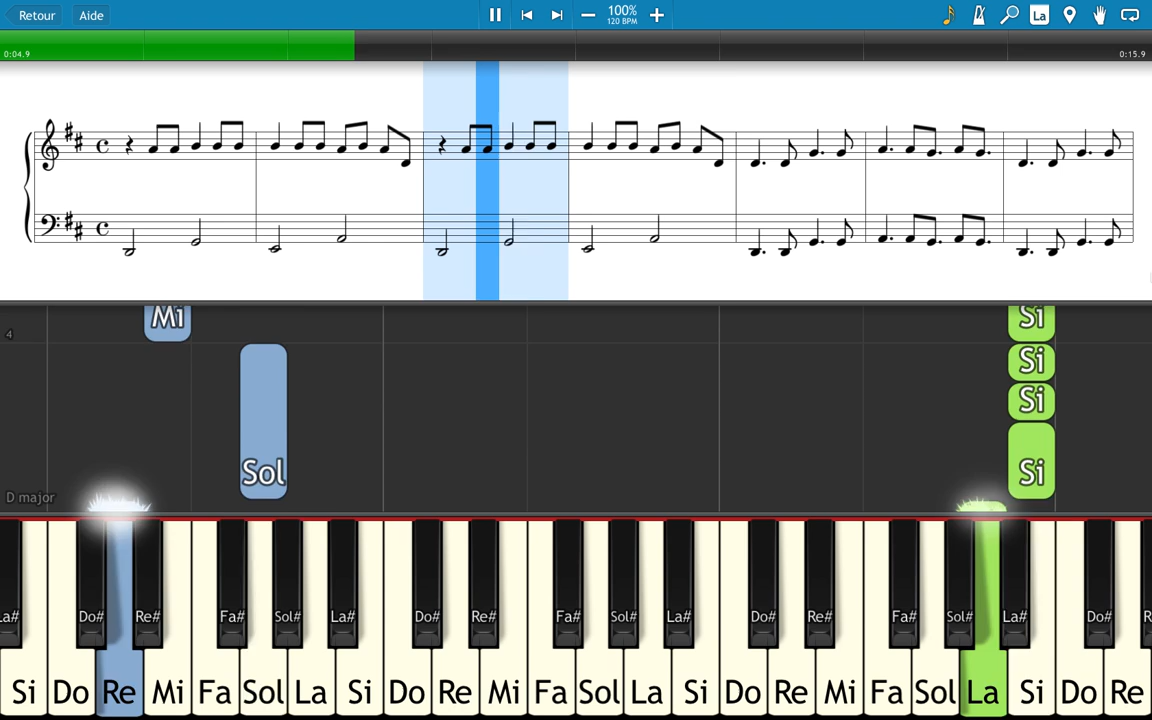 Retour Aide 100% La
120 BPM
0:04.9 0:15.9
Mi Si
4
Si
Si
Sol Si
D major
La# Do# Re# Fa# Sol# La# Do# Re# Fa# Sol# La# Do# Re# Fa# Sol# La# Do#
Si Do Re Mi Fa Sol La Si Do Re Mi Fa Sol La Si Do Re Mi Fa Sol La Si Do Re